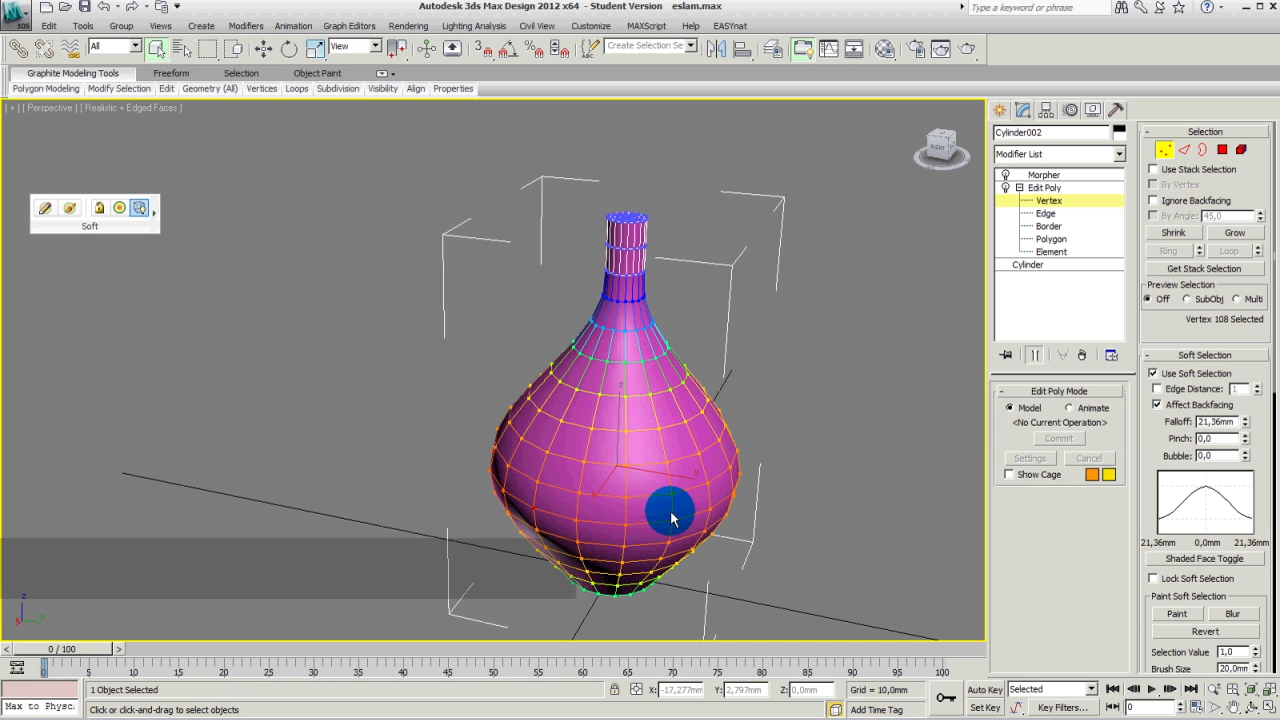 Autodesk 3ds Max Design 2012 x64 - Student Version eslam.max
Type a keyword or phrase
Edit Tools Group Views Create Modifiers Animation Graph Editors Rendering Lighting Analysis Civil View Customize MAXScript Help EASYnat
All View Create Selection Se
Graphite Modeling Tools Freeform Selection Object Paint
Polygon Modeling Modify Selection Edit Geometry (All) Vertices Loops Subdivision Visibility Align Properties
[ + ] [ Perspective ] [ Realistic + Edged Faces ]
RIGHT
Soft
Cylinder002
Modifier List
Morpher
Edit Poly
Vertex
Edge
Border
Polygon
Element
Cylinder
Edit Poly Mode
Model Animate
<No Current Operation>
Commit
Settings Cancel
Show Cage
Selection
Use Stack Selection
By Vertex
Ignore Backfacing
By Angle: 45,0
Shrink Grow
Ring Loop
Get Stack Selection
Preview Selection
Off SubObj Multi
Vertex 108 Selected
Soft Selection
Use Soft Selection
Edge Distance: 1
Affect Backfacing
Falloff: 21,36mm
Pinch: 0,0
Bubble: 0,0
21,36mm 0,0mm 21,36mm
Shaded Face Toggle
Lock Soft Selection
Paint Soft Selection
Paint Blur
Revert
Selection Value 1,0
Brush Size 20,0mm
z
y
x
z
y
x
< 0 / 100 >
0 5 10 15 20 25 30 35 40 45 50 55 60 65 70 75 80 85 90 95 100
1 Object Selected X: -17,277mm Y: 2,797mm Z: 0,0mm Grid = 10,0mm Auto Key Selected
Max to Physc Click or click-and-drag to select objects Add Time Tag Set Key Key Filters... 0